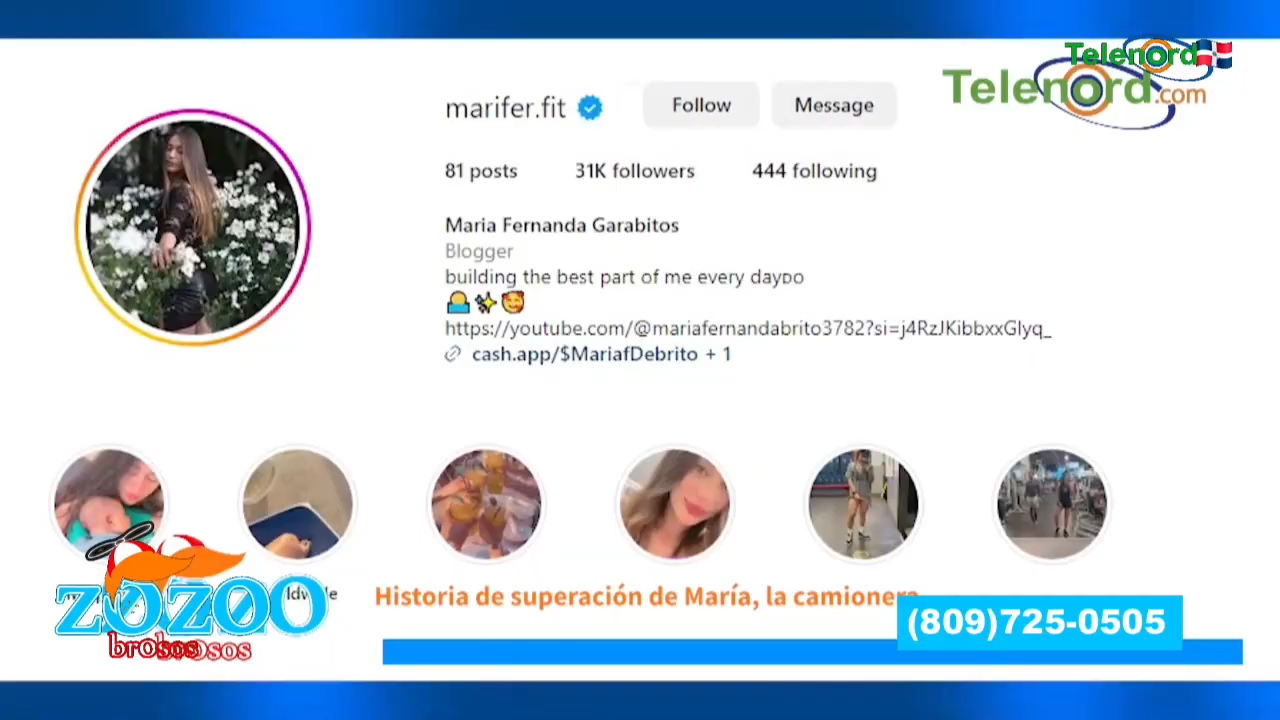 Telenord
Telenord.com
marifer.fit
Follow
Message
81 posts
31K followers
444 following
Maria Fernanda Garabitos
Blogger
building the best part of me every dayDO
https://youtube.com/@mariafernandabrito3782?si=j4RzJKibbxxGlyq_
cash.app/$MariafDebrito + 1
ZOZOO
brosos
Historia de superación de María, la camionera
(809)725-0505